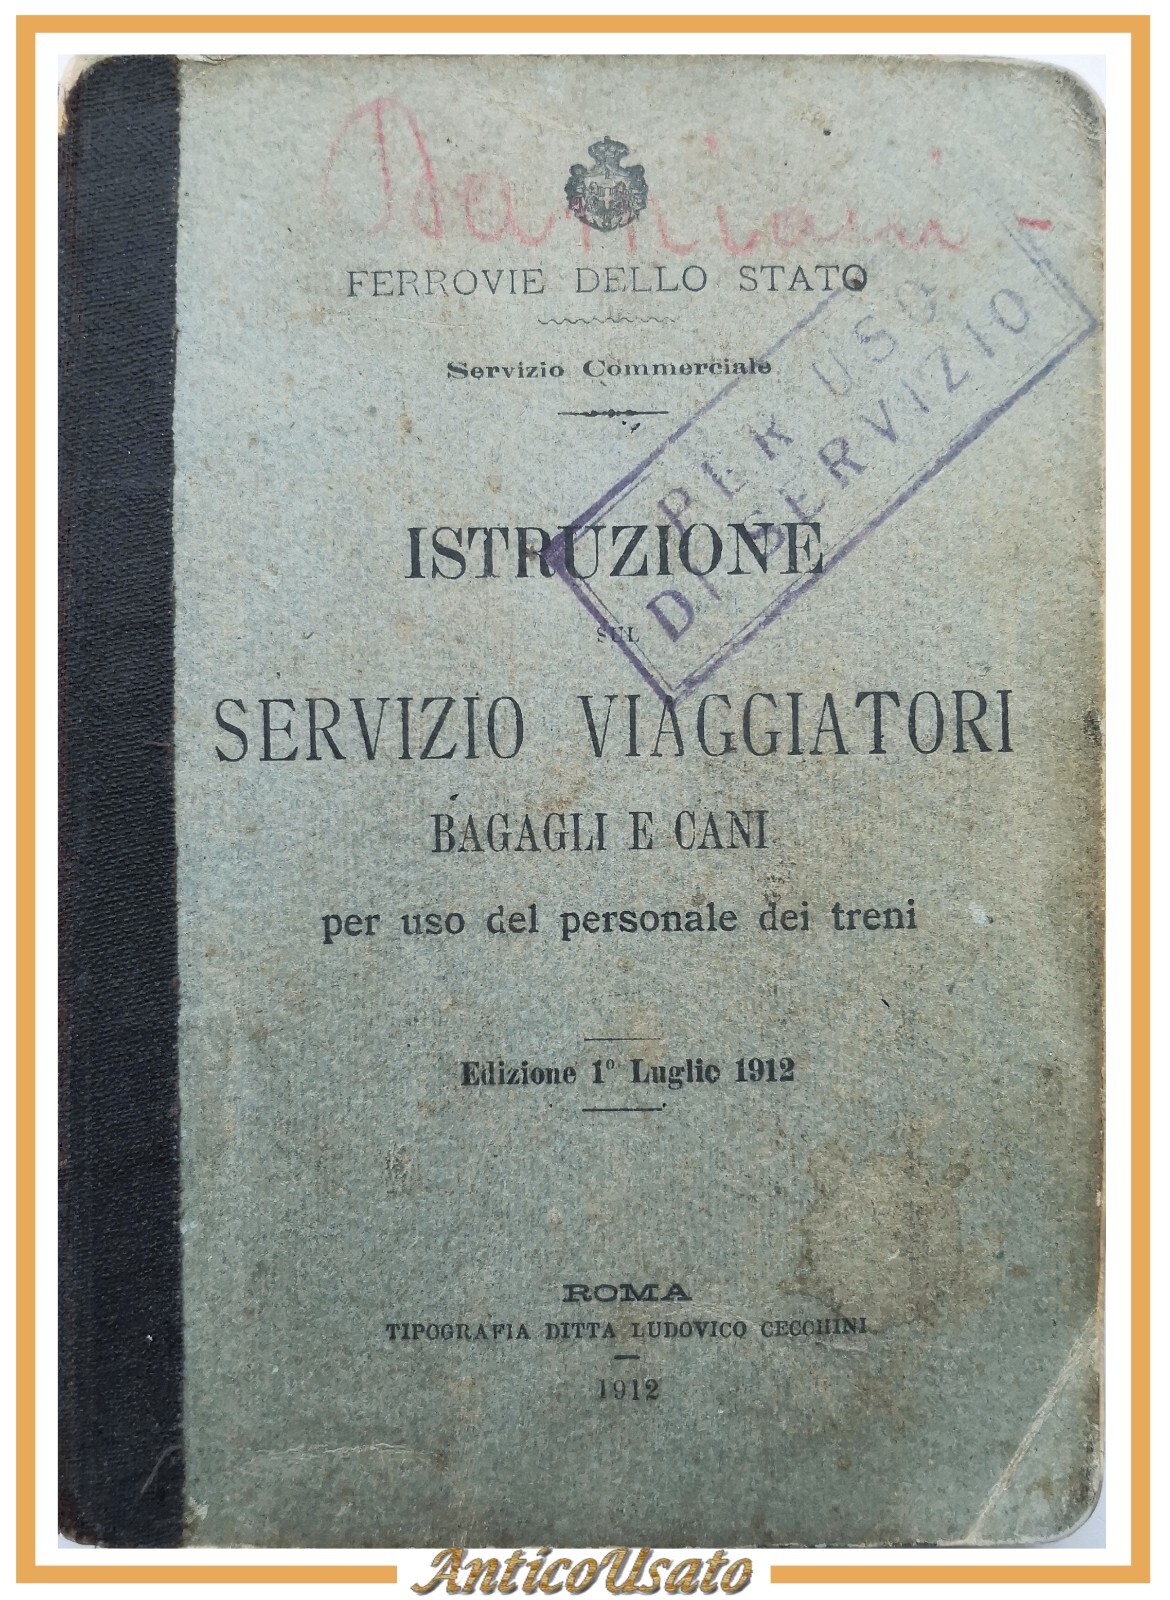 Damiani -
FERROVIE DELLO STATO
Servizio Commerciale
PER USO
DI SERVIZIO
ISTRUZIONE
SUL
SERVIZIO VIAGGIATORI
BAGAGLI E CANI
per uso del personale dei treni
Edizione 1° Luglio 1912
ROMA
TIPOGRAFIA DITTA LUDOVICO CECCHINI
1912
AnticoUsato